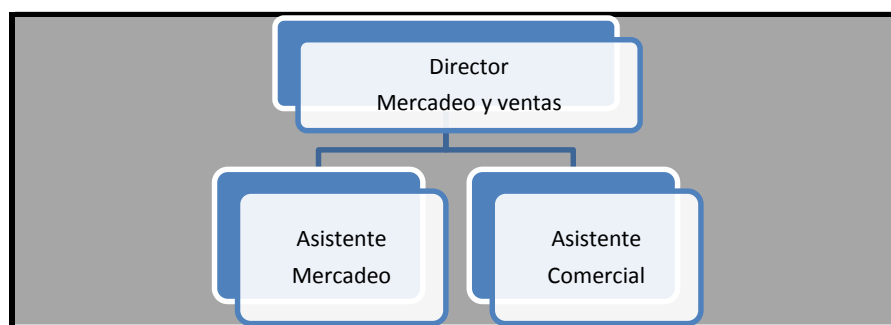 Director
Mercadeo y ventas
Asistente
Mercadeo
Asistente
Comercial